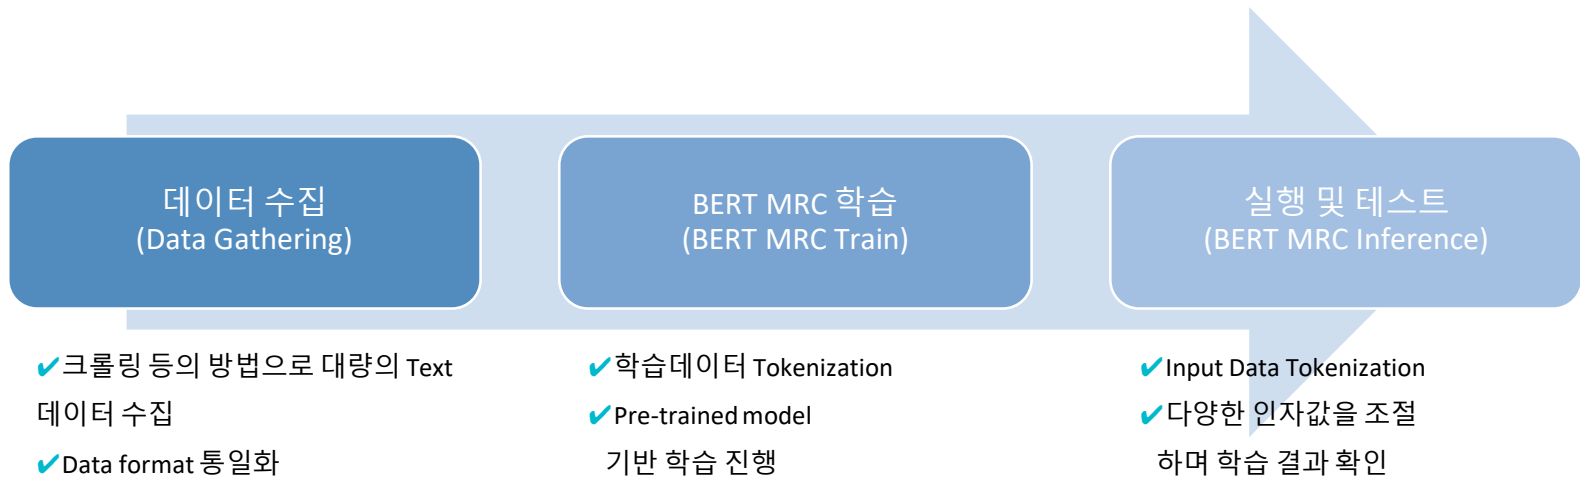 데이터 수집
(Data Gathering)
BERT MRC 학습
(BERT MRC Train)
실행 및 테스트
(BERT MRC Inference)
✔크롤링 등의 방법으로 대량의 Text
데이터 수집
✔Data format 통일화
✔학습데이터 Tokenization
✔Pre-trained model
기반 학습 진행
✔Input Data Tokenization
✔다양한 인자값을 조절
하며 학습 결과 확인